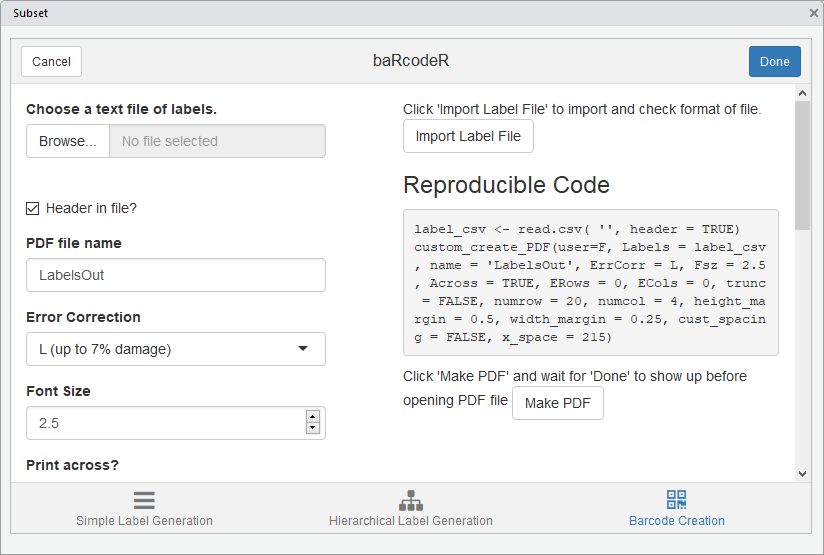 Subset
Cancel
baRcodeR
Done
Choose a text file of labels.
Browse...
No file selected
Header in file?
PDF file name
LabelsOut
Error Correction
L (up to 7% damage)
Font Size
2.5
Print across?
Click 'Import Label File' to import and check format of file.
Import Label File
Reproducible Code
label_csv <- read.csv( '', header = TRUE)
custom_create_PDF(user=F, Labels = label_csv
, name = 'LabelsOut', ErrCorr = L, Fsz = 2.5
, Across = TRUE, ERows = 0, ECols = 0, trunc
= FALSE, numrow = 20, numcol = 4, height_ma
rgin = 0.5, width_margin = 0.25, cust_spacin
g = FALSE, x_space = 215)
Click 'Make PDF' and wait for 'Done' to show up before
opening PDF file
Make PDF
Simple Label Generation
Hierarchical Label Generation
Barcode Creation